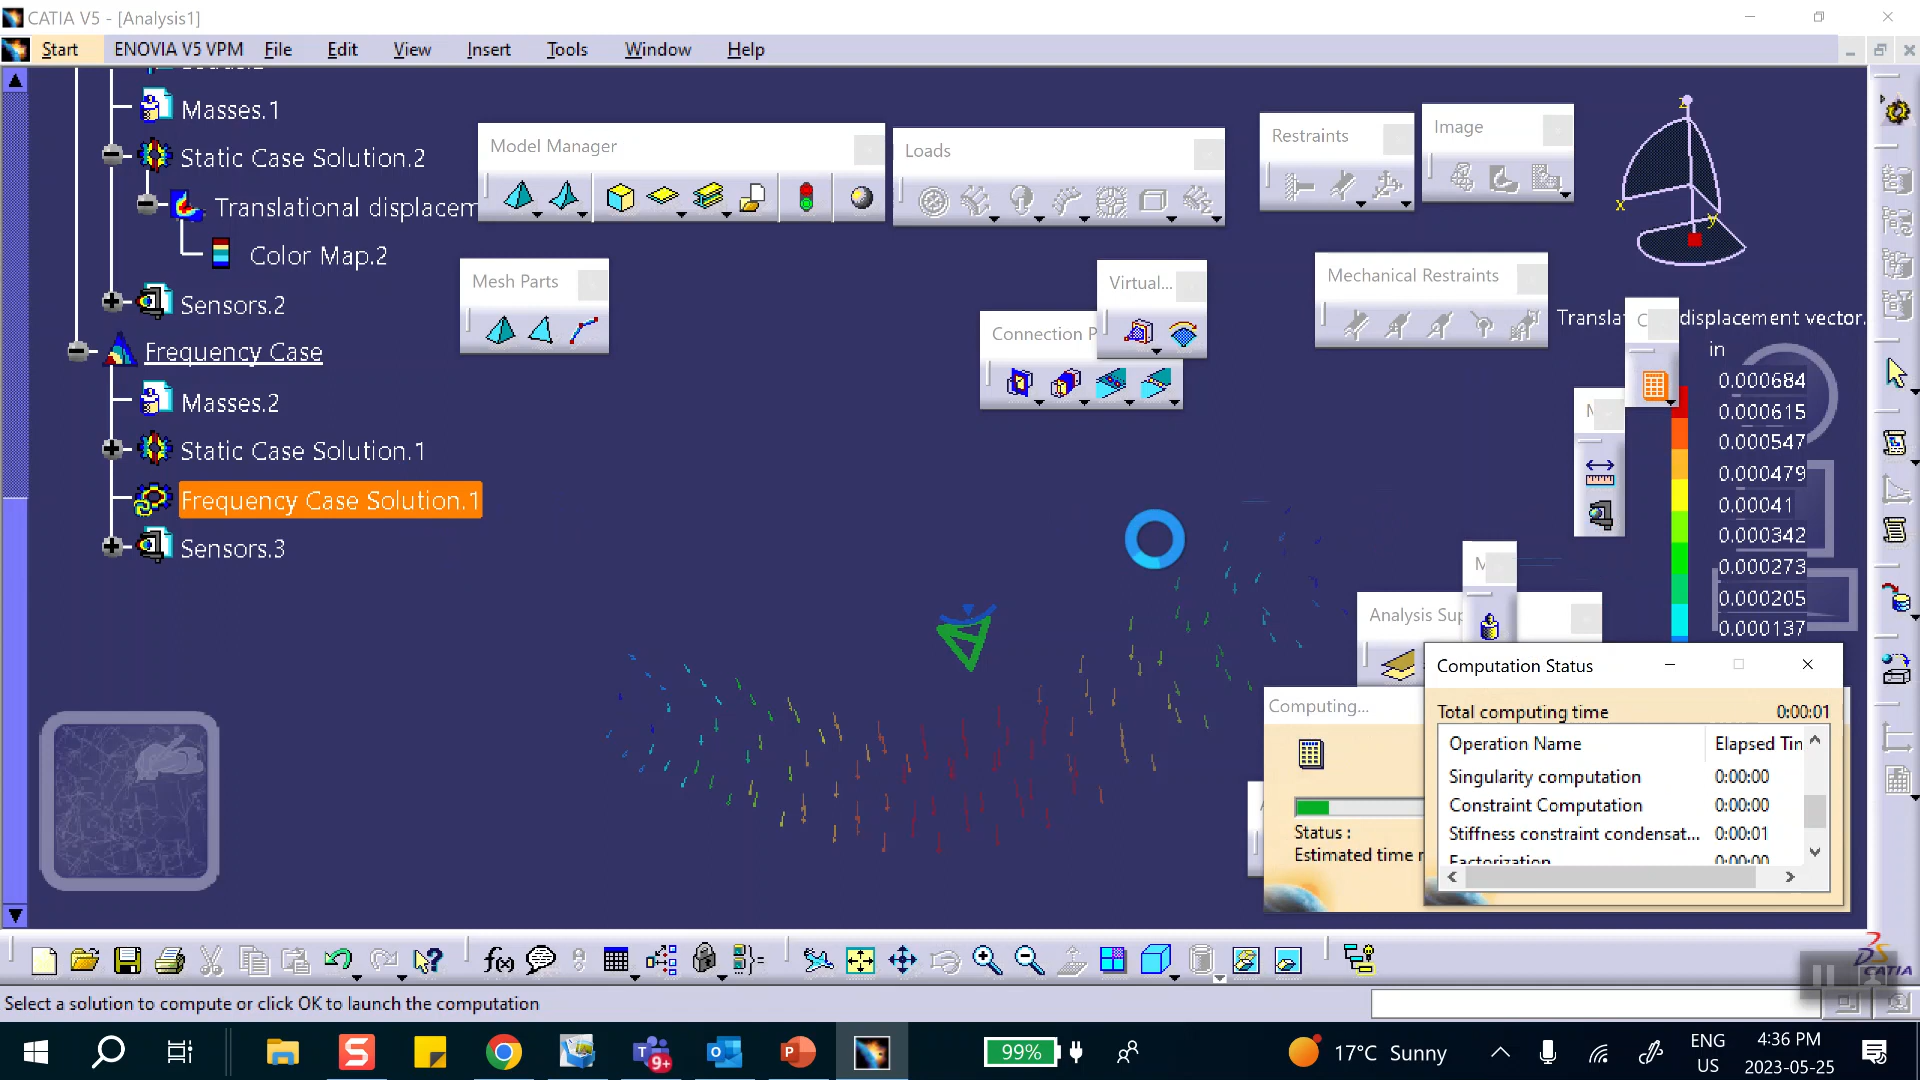 CATIA V5 - [Analysis1]
Start ENOVIA V5 VPM File Edit View Insert Tools Window Help
Masses.1
Static Case Solution.2
Translational displacem
Color Map.2
Sensors.2
Frequency Case
Masses.2
Static Case Solution.1
Frequency Case Solution.1
Sensors.3
Model Manager
Loads
Restraints
Image
Mesh Parts
Virtual...
Connection P
Mechanical Restraints
x
y
z
Transla displacement vector.
in
0.000684
0.000615
0.000547
0.000479
0.00041
0.000342
0.000273
0.000205
0.000137
Analysis Sup
Computing...
Status :
Estimated time r
Computation Status
Total computing time 0:00:01
Operation Name Elapsed Tin
Singularity computation 0:00:00
Constraint Computation 0:00:00
Stiffness constraint condensat... 0:00:01
Factorization 0:00:00
f(x)
CATIA
Select a solution to compute or click OK to launch the computation
S
9+
P
99%
17°C Sunny
ENG
US
4:36 PM
2023-05-25